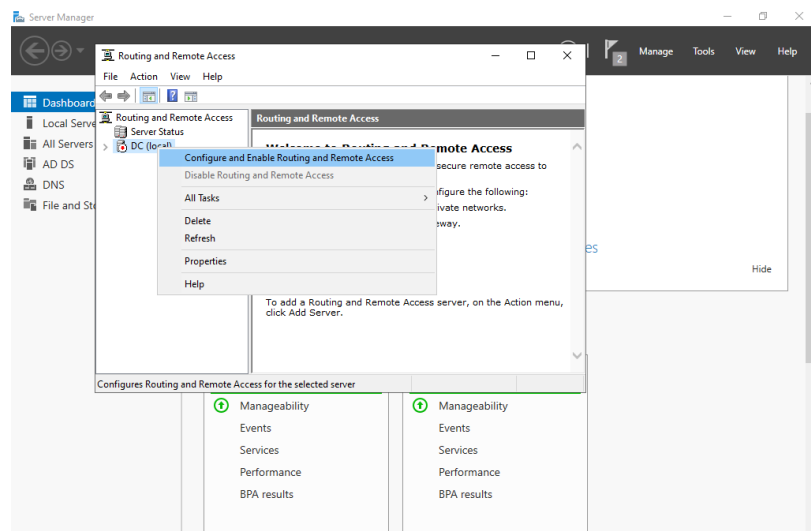 Server Manager
2
Manage Tools View Help
Routing and Remote Access
File Action View Help
Dashboard
Local Serve
All Servers
AD DS
DNS
File and Sto
Routing and Remote Access
Server Status
DC (local)
Routing and Remote Access
Welcome to Routing and Remote Access
secure remote access to
figure the following:
ivate networks.
eway.
Configure and Enable Routing and Remote Access
Disable Routing and Remote Access
All Tasks
Delete
Refresh
Properties
Help
To add a Routing and Remote Access server, on the Action menu,
click Add Server.
Configures Routing and Remote Access for the selected server
es
Hide
Manageability
Events
Services
Performance
BPA results
Manageability
Events
Services
Performance
BPA results